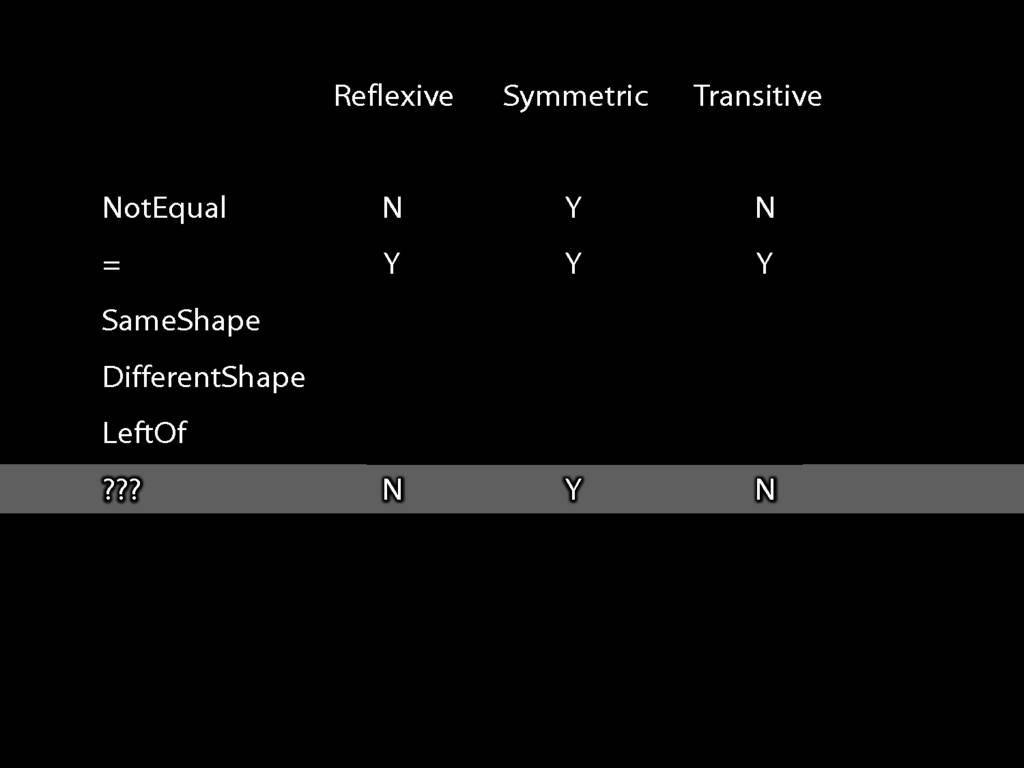 Reflexive Symmetric Transitive
NotEqual N Y N
= Y Y Y
SameShape
DifferentShape
LeftOf
??? N Y N